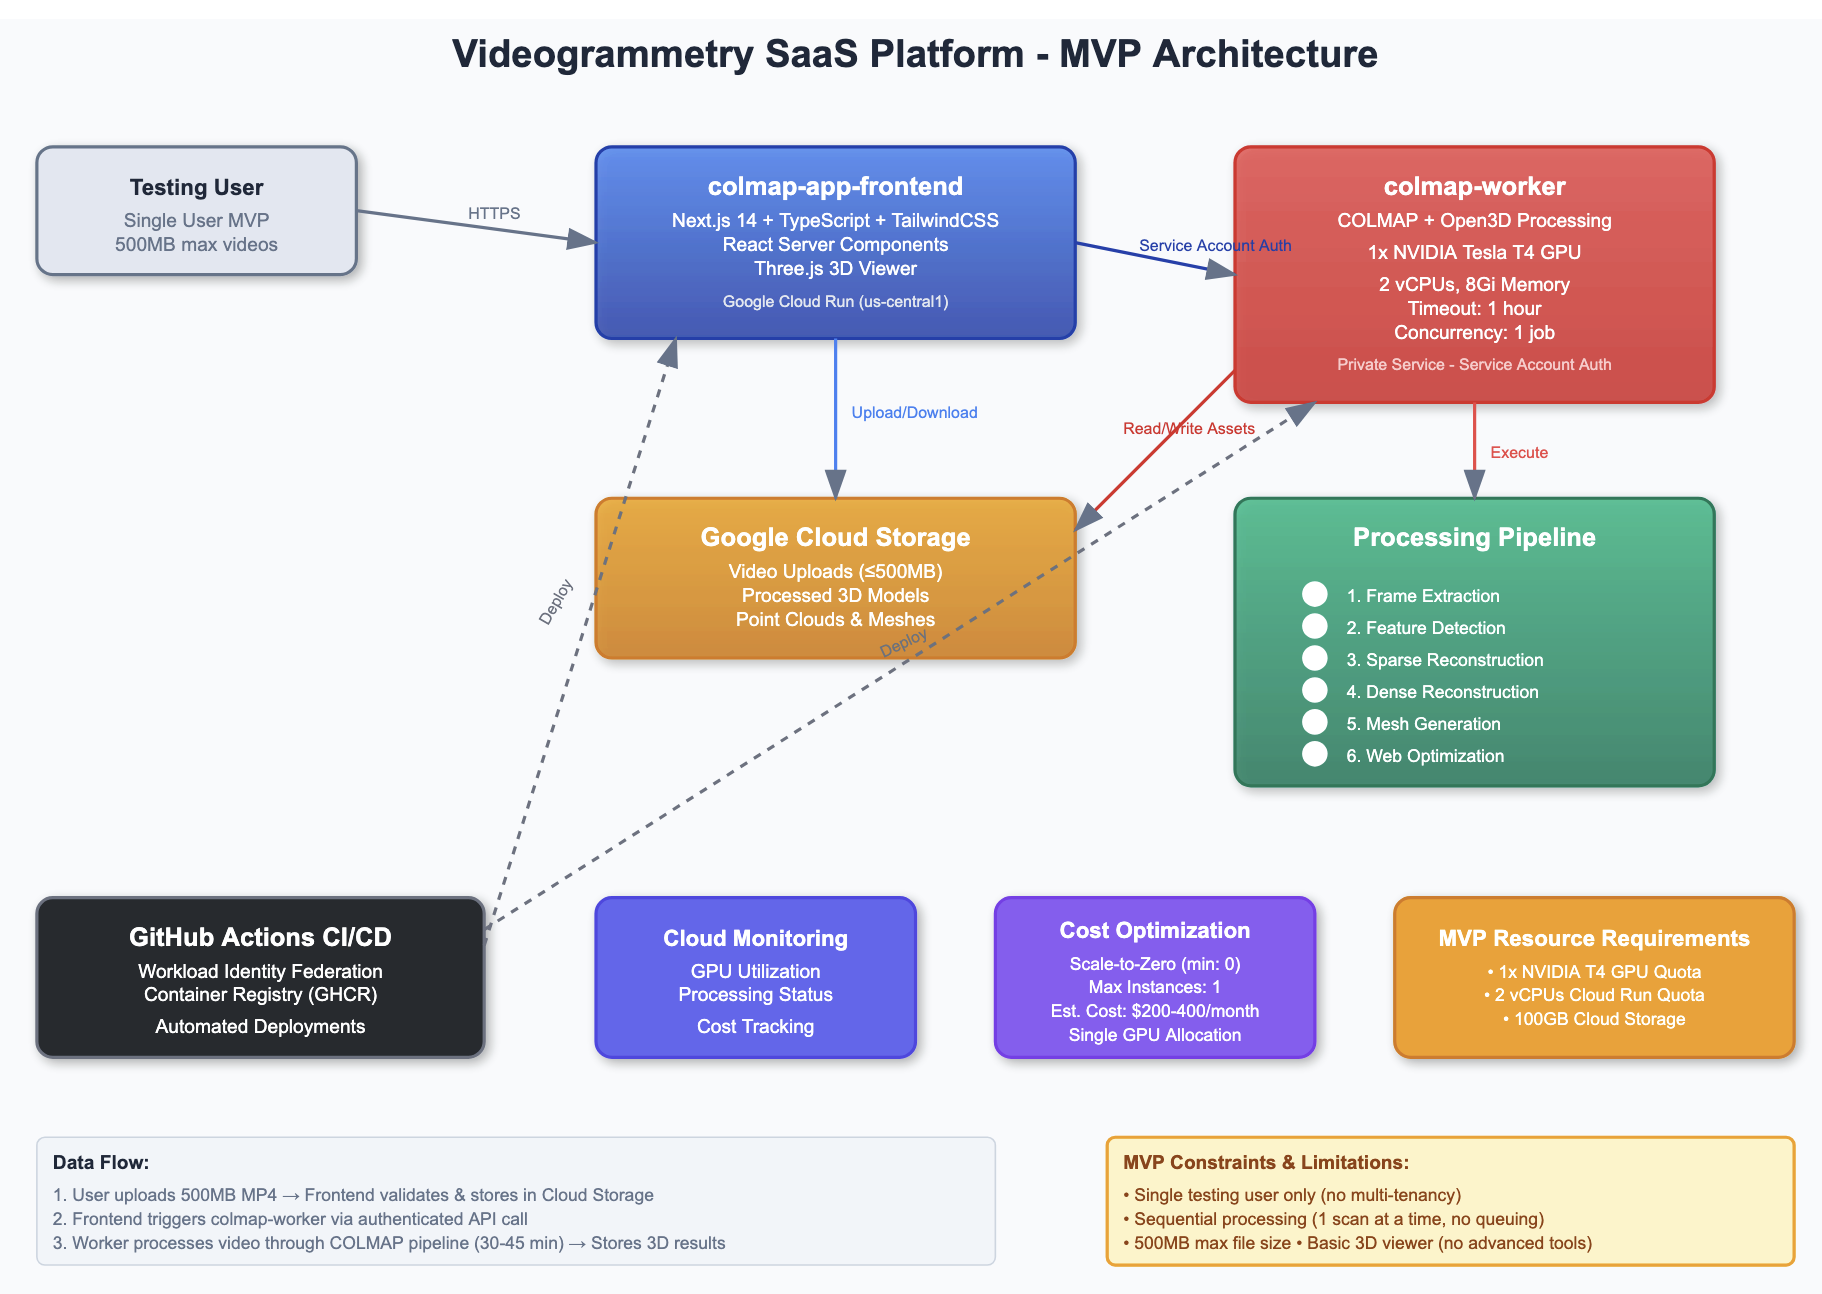 Videogrammetry SaaS Platform - MVP Architecture
Testing User
Single User MVP
500MB max videos
HTTPS
colmap-app-frontend
Next.js 14 + TypeScript + TailwindCSS
React Server Components
Three.js 3D Viewer
Google Cloud Run (us-central1)
Service Account Auth
colmap-worker
COLMAP + Open3D Processing
1x NVIDIA Tesla T4 GPU
2 vCPUs, 8Gi Memory
Timeout: 1 hour
Concurrency: 1 job
Private Service - Service Account Auth
Upload/Download
Read/Write Assets
Execute
Google Cloud Storage
Video Uploads (≤500MB)
Processed 3D Models
Point Clouds & Meshes
Deploy
Deploy
Processing Pipeline
1. Frame Extraction
2. Feature Detection
3. Sparse Reconstruction
4. Dense Reconstruction
5. Mesh Generation
6. Web Optimization
GitHub Actions CI/CD
Workload Identity Federation
Container Registry (GHCR)
Automated Deployments
Cloud Monitoring
GPU Utilization
Processing Status
Cost Tracking
Cost Optimization
Scale-to-Zero (min: 0)
Max Instances: 1
Est. Cost: $200-400/month
Single GPU Allocation
MVP Resource Requirements
• 1x NVIDIA T4 GPU Quota
• 2 vCPUs Cloud Run Quota
• 100GB Cloud Storage
Data Flow:
1. User uploads 500MB MP4 → Frontend validates & stores in Cloud Storage
2. Frontend triggers colmap-worker via authenticated API call
3. Worker processes video through COLMAP pipeline (30-45 min) → Stores 3D results
MVP Constraints & Limitations:
• Single testing user only (no multi-tenancy)
• Sequential processing (1 scan at a time, no queuing)
• 500MB max file size • Basic 3D viewer (no advanced tools)